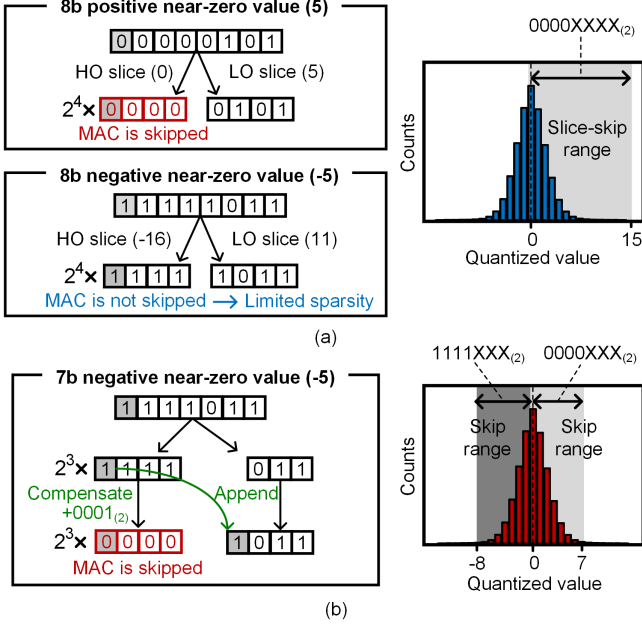 8b positive near-zero value (5)
0 0 0 0 0 1 0 1
HO slice (0)
LO slice (5)
2⁴× 0 0 0 0
0 1 0 1
MAC is skipped
0000XXXX(2)
Counts
Slice-skip
range
0
15
Quantized value
8b negative near-zero value (-5)
1 1 1 1 1 0 1 1
HO slice (-16)
LO slice (11)
2⁴× 1 1 1 1
1 0 1 1
MAC is not skipped → Limited sparsity
(a)
7b negative near-zero value (-5)
1 1 1 1 0 1 1
2³× 1 1 1 1
0 1 1
Compensate
+0001(2)
Append
2³× 0 0 0 0
1 0 1 1
MAC is skipped
1111XXX(2)
0000XXX(2)
Counts
Skip
range
Skip
range
-8
0
7
Quantized value
(b)